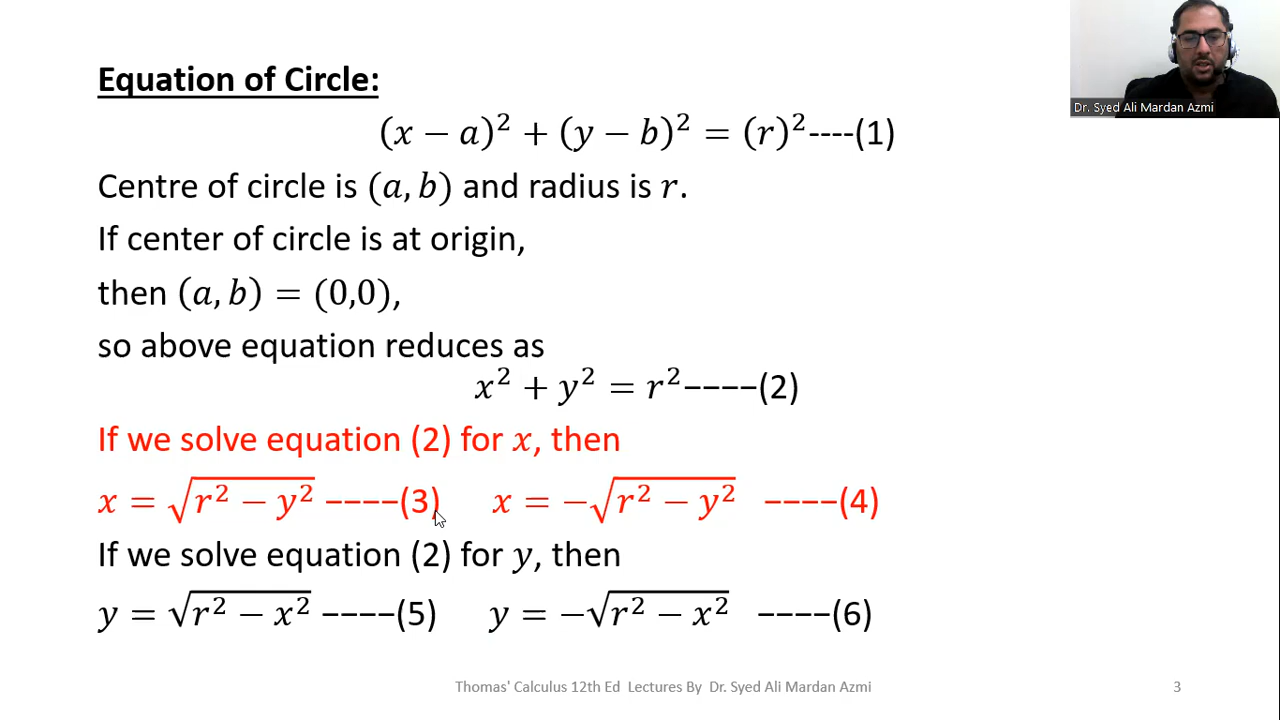 Equation of Circle:
(x − a)² + (y − b)² = (r)²----(1)
Centre of circle is (a, b) and radius is r.
If center of circle is at origin,
then (a, b) = (0,0),
so above equation reduces as
x² + y² = r²−−−−(2)
If we solve equation (2) for x, then
x = √(r² − y²) −−−−(3) x = −√(r² − y²) −−−−(4)
If we solve equation (2) for y, then
y = √(r² − x²) −−−−(5) y = −√(r² − x²) −−−−(6)
Thomas' Calculus 12th Ed Lectures By Dr. Syed Ali Mardan Azmi
3
Dr. Syed Ali Mardan Azmi